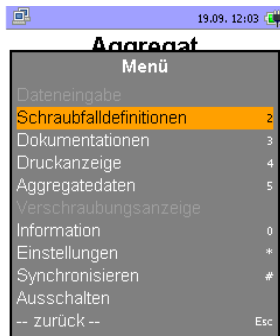 19.09. 12:03
Aggregat
Menü
Dateneingabe
Schraubfalldefinitionen 2
Dokumentationen 3
Druckanzeige 4
Aggregatedaten 5
Verschraubungsanzeige
Information 0
Einstellungen *
Synchronisieren #
Ausschalten
-- zurück -- Esc